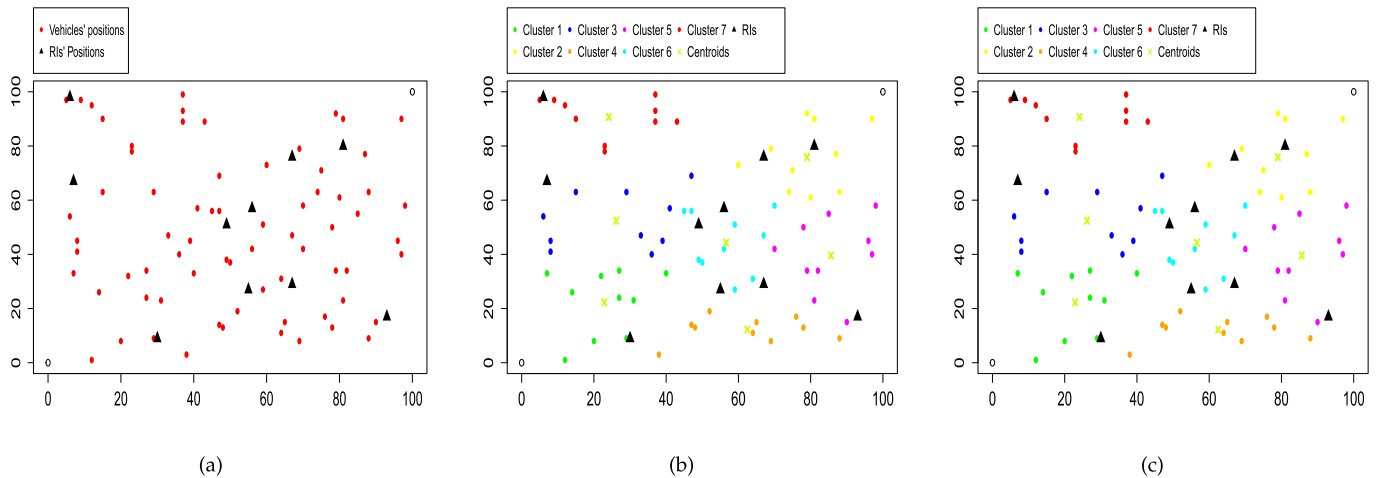 Vehicles' positions
RIs' Positions
0 20 40 60 80 100
0 20 40 60 80 100
(a)
Cluster 1 Cluster 3 Cluster 5 Cluster 7 RIs
Cluster 2 Cluster 4 Cluster 6 Centroids
0 20 40 60 80 100
0 20 40 60 80 100
(b)
Cluster 1 Cluster 3 Cluster 5 Cluster 7 RIs
Cluster 2 Cluster 4 Cluster 6 Centroids
0 20 40 60 80 100
0 20 40 60 80 100
(c)